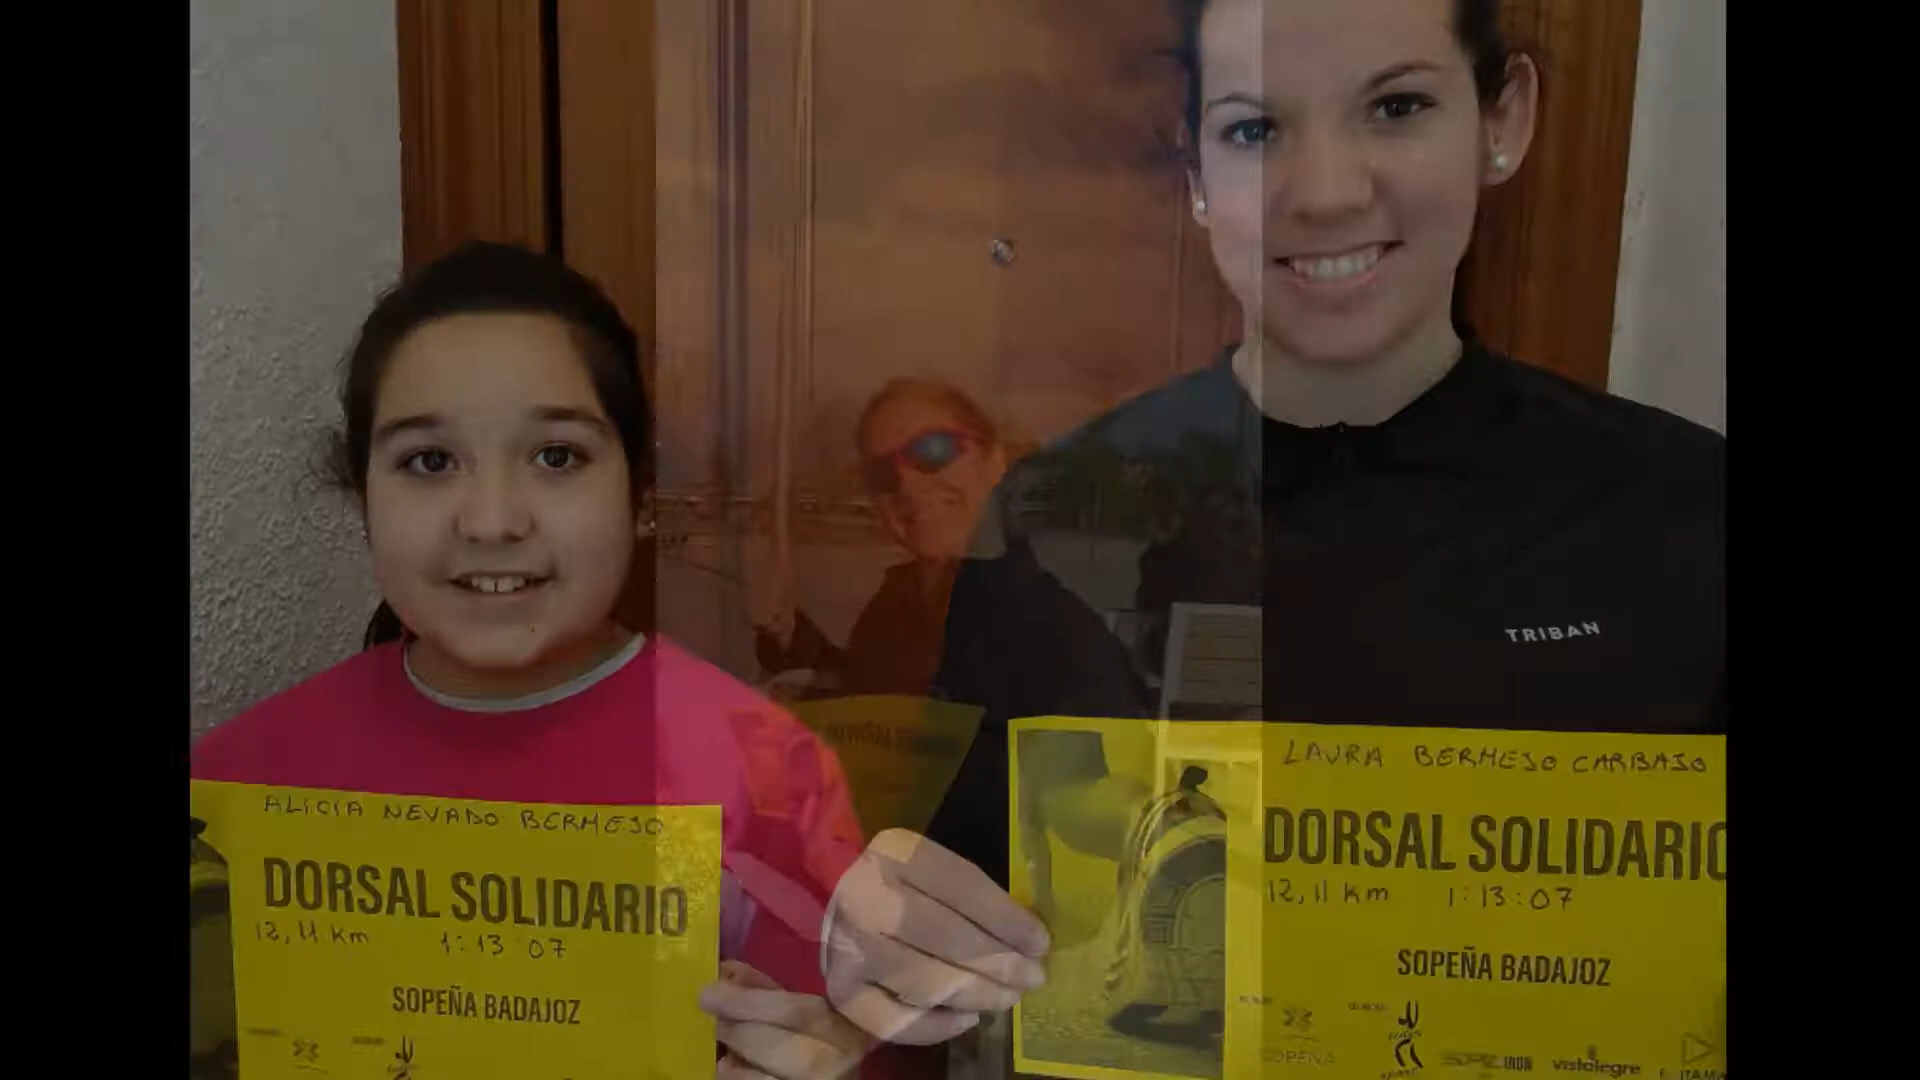 TRIBAN
ALICIA NEVADO BERMEJO
DORSAL SOLIDARIO
12,11 Km 1:13:07
SOPEÑA BADAJOZ
LAURA BERMEJO CARBAJO
DORSAL SOLIDARIO
12,11 Km 1:13:07
SOPEÑA BADAJOZ
SOPEÑA
vistalegre